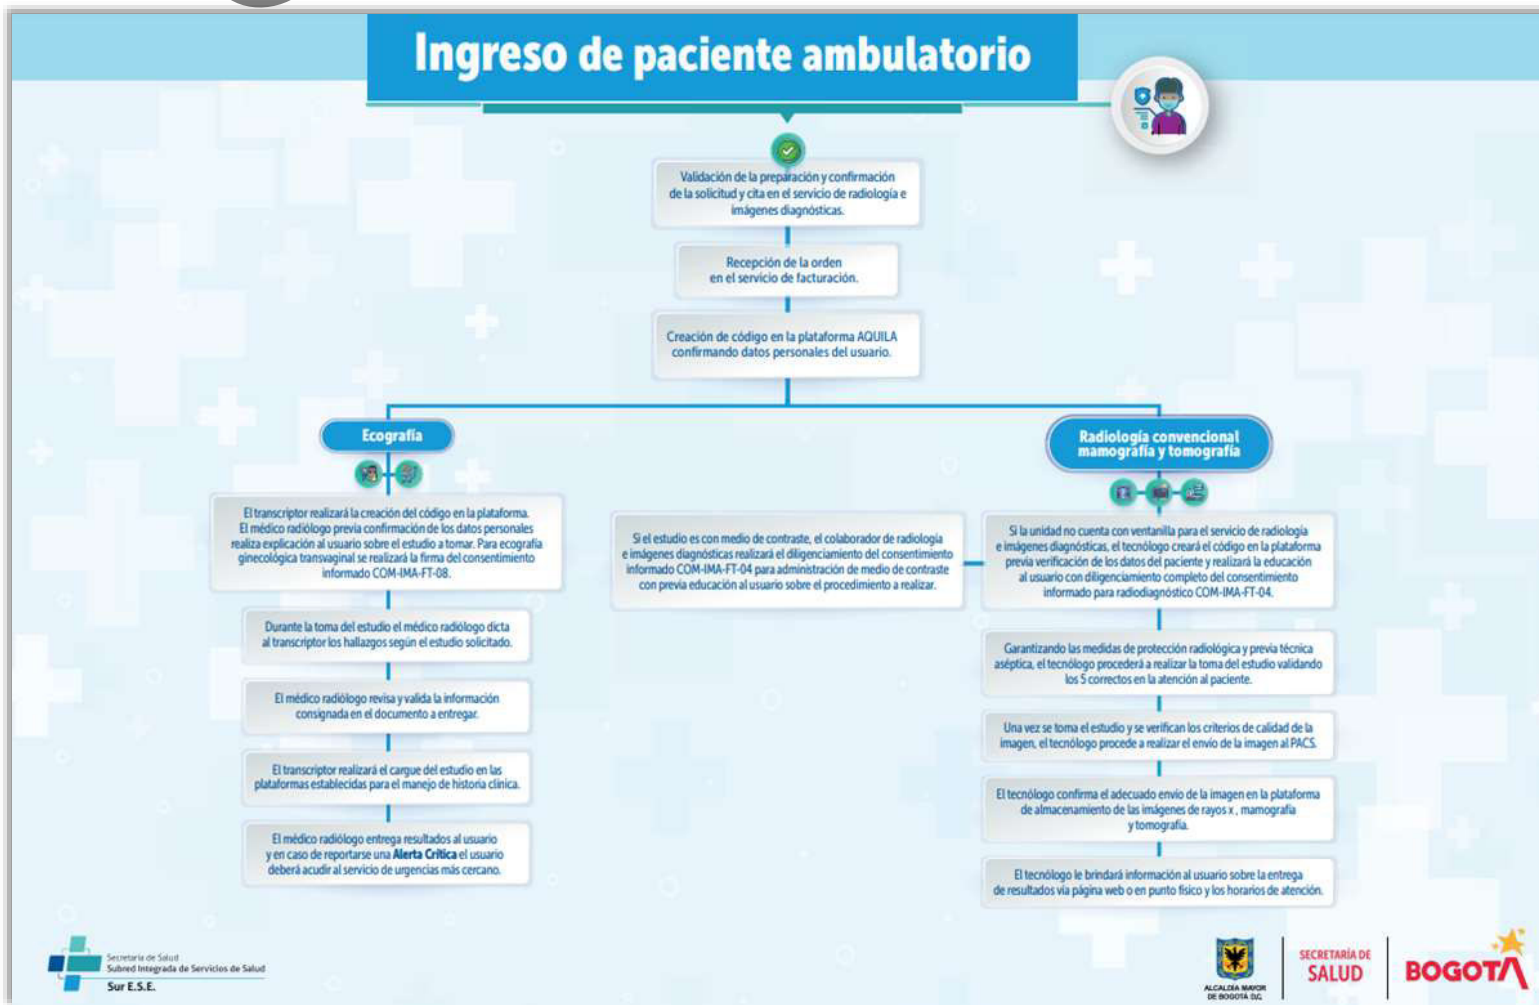 Ingreso de paciente ambulatorio
Validación de la preparación y confirmación
de la solicitud y cita en el servicio de radiología e
imágenes diagnósticas.
Recepción de la orden
en el servicio de facturación.
Creación de código en la plataforma AQUILA
confirmando datos personales del usuario.
Ecografía
El transcriptor realizará la creación del código en la plataforma.
El médico radiólogo previa confirmación de los datos personales
realiza explicación al usuario sobre el estudio a tomar. Para ecografía
ginecológica transvaginal se realizará la firma del consentimiento
informado COM-IMA-FT-08.
Durante la toma del estudio el médico radiólogo dicta
al transcriptor los hallazgos según el estudio solicitado.
El médico radiólogo revisa y valida la información
consignada en el documento a entregar.
El transcriptor realizará el cargue del estudio en las
plataformas establecidas para el manejo de historia clínica.
El médico radiólogo entrega resultados al usuario
y en caso de reportarse una Alerta Crítica el usuario
deberá acudir al servicio de urgencias más cercano.
Radiología convencional
mamografía y tomografía
Si el estudio es con medio de contraste, el colaborador de radiología
e imágenes diagnósticas realizará el diligenciamiento del consentimiento
informado COM-IMA-FT-04 para administración de medio de contraste
con previa educación al usuario sobre el procedimiento a realizar.
Si la unidad no cuenta con ventanilla para el servicio de radiología
e imágenes diagnósticas, el tecnólogo creará el código en la plataforma
previa verificación de los datos del paciente y realizará la educación
al usuario con diligenciamiento completo del consentimiento
informado para radiodiagnóstico COM-IMA-FT-04.
Garantizando las medidas de protección radiológica y previa técnica
aséptica, el tecnólogo procederá a realizar la toma del estudio validando
los 5 correctos en la atención al paciente.
Una vez se toma el estudio y se verifican los criterios de calidad de la
imagen, el tecnólogo procede a realizar el envío de la imagen al PACS.
El tecnólogo confirma el adecuado envío de la imagen en la plataforma
de almacenamiento de las imágenes de rayos x , mamografía
y tomografía.
El tecnólogo le brindará información al usuario sobre la entrega
de resultados vía página web o en punto físico y los horarios de atención.
Secretaría de Salud
Subred Integrada de Servicios de Salud
Sur E.S.E.
ALCALDÍA MAYOR
DE BOGOTÁ D.C.
SECRETARÍA DE
SALUD
BOGOTÁ